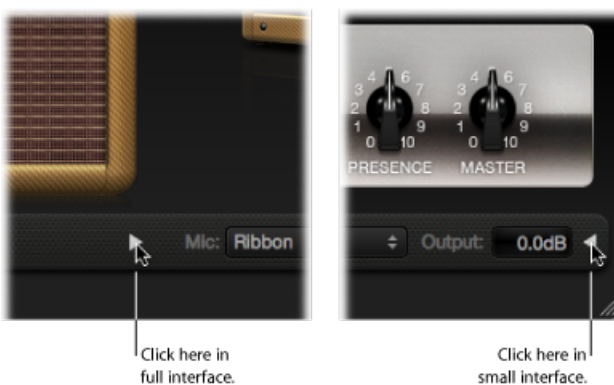 3 4 5 6 7
2 8
1 9
0 10
PRESENCE
3 4 5 6 7
2 8
1 9
0 10
MASTER
Mic: Ribbon
Output: 0.0dB
Click here in
full interface.
Click here in
small interface.